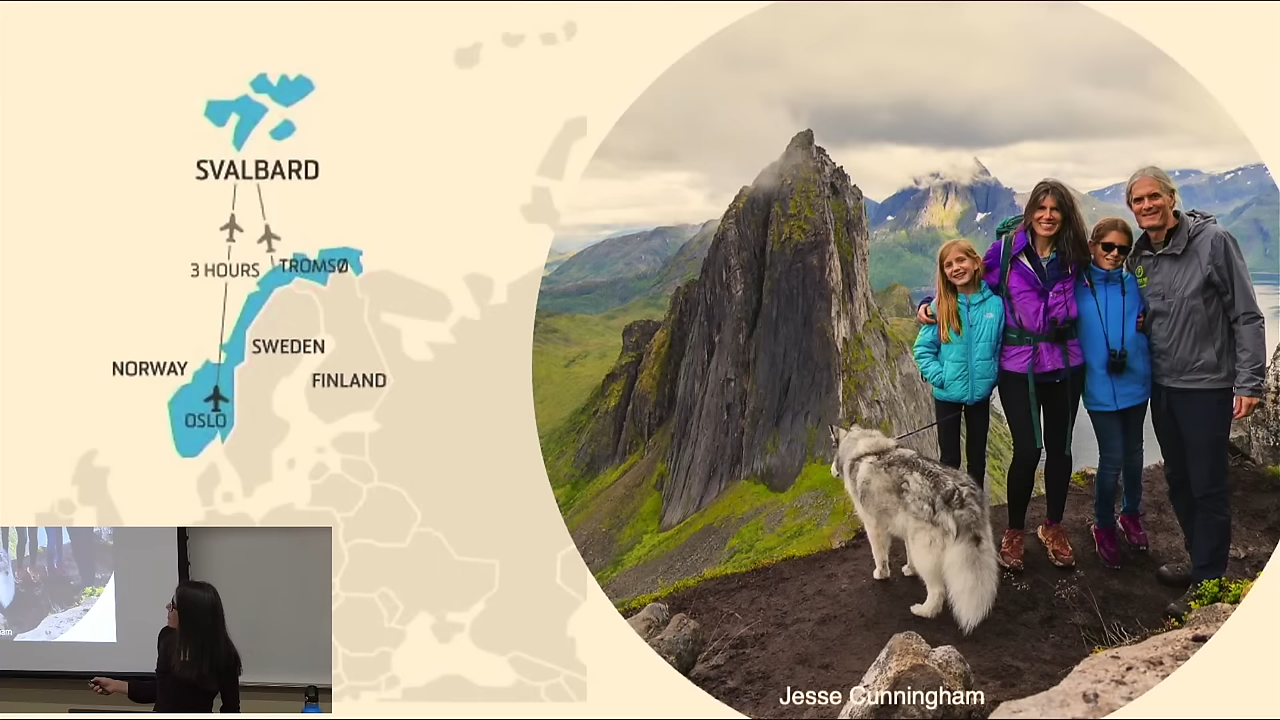 SVALBARD
3 HOURS
TROMSØ
SWEDEN
NORWAY
FINLAND
OSLO
Jesse Cunningham